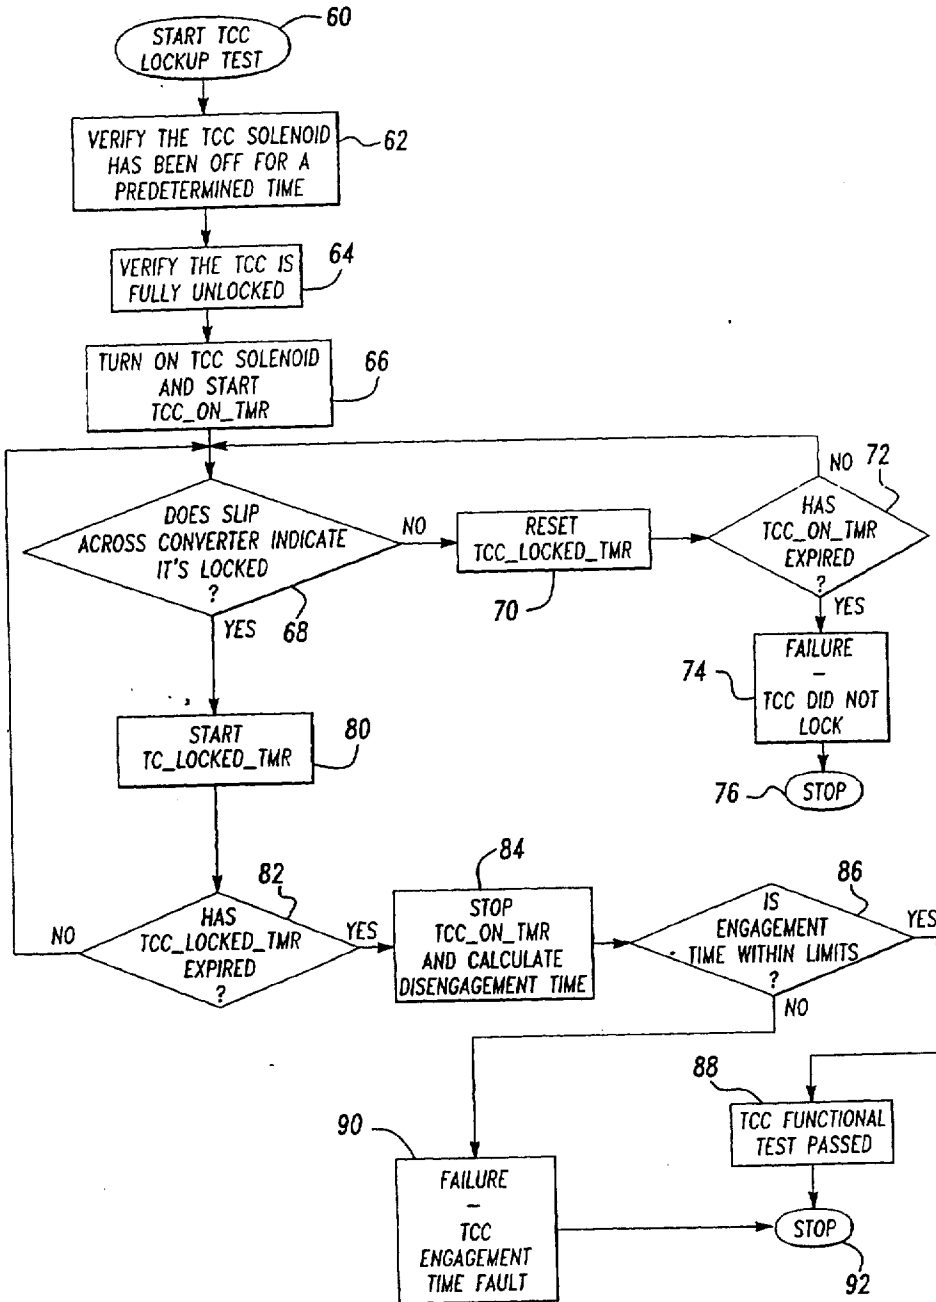 START TCC
LOCKUP TEST
60
VERIFY THE TCC SOLENOID
HAS BEEN OFF FOR A
PREDETERMINED TIME
62
VERIFY THE TCC IS
FULLY UNLOCKED
64
TURN ON TCC SOLENOID
AND START
TCC_ON_TMR
66
DOES SLIP
ACROSS CONVERTER INDICATE
IT'S LOCKED
?
68
NO
RESET
TCC_LOCKED_TMR
70
HAS
TCC_ON_TMR
EXPIRED
?
72
NO
YES
FAILURE
-
TCC DID NOT
LOCK
74
STOP
76
YES
START
TC_LOCKED_TMR
80
HAS
TCC_LOCKED_TMR
EXPIRED
?
82
NO
YES
STOP
TCC_ON_TMR
AND CALCULATE
DISENGAGEMENT TIME
84
IS
ENGAGEMENT
TIME WITHIN LIMITS
?
86
YES
NO
TCC FUNCTIONAL
TEST PASSED
88
FAILURE
-
TCC
ENGAGEMENT
TIME FAULT
90
STOP
92